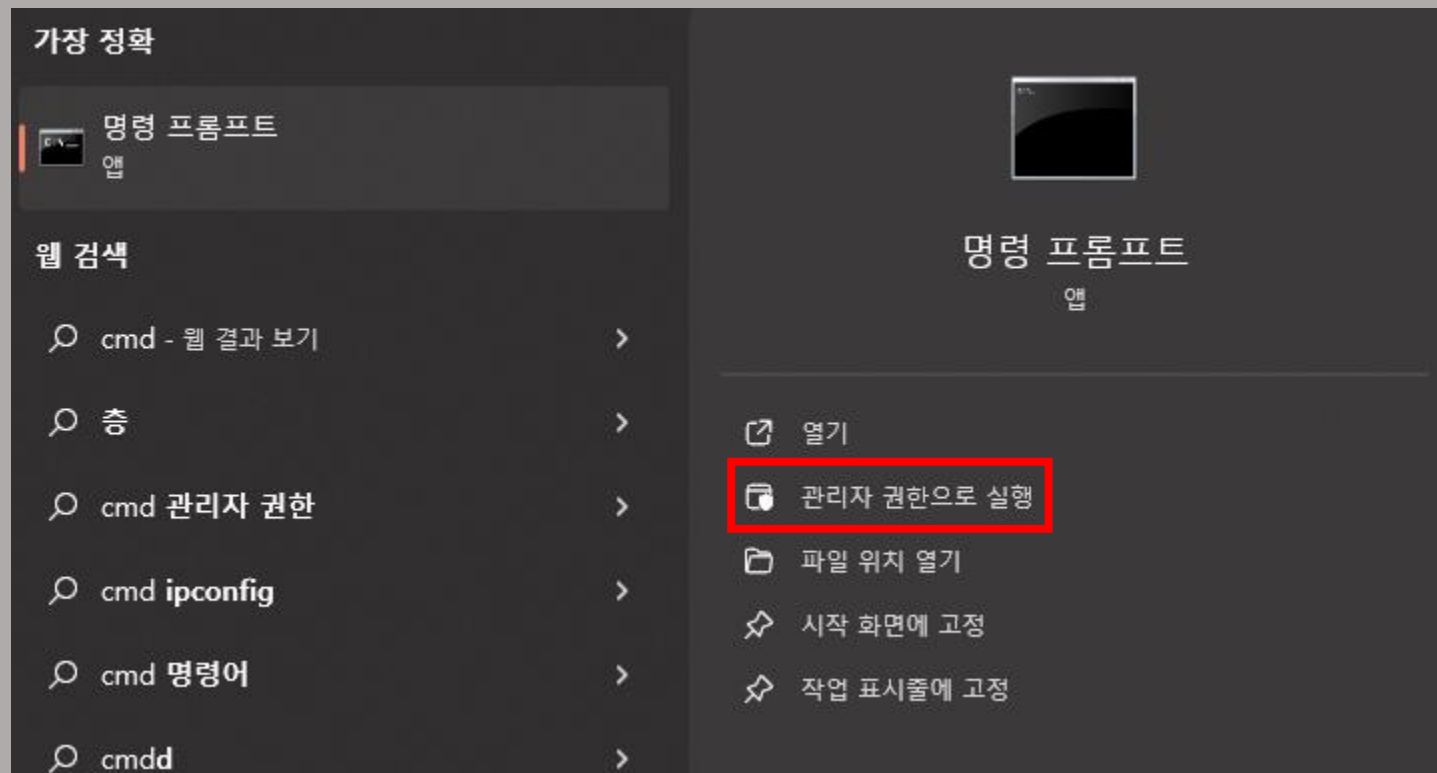 가장 정확
명령 프롬프트
앱
웹 검색
cmd - 웹 결과 보기
층
cmd 관리자 권한
cmd ipconfig
cmd 명령어
cmdd
명령 프롬프트
앱
열기
관리자 권한으로 실행
파일 위치 열기
시작 화면에 고정
작업 표시줄에 고정